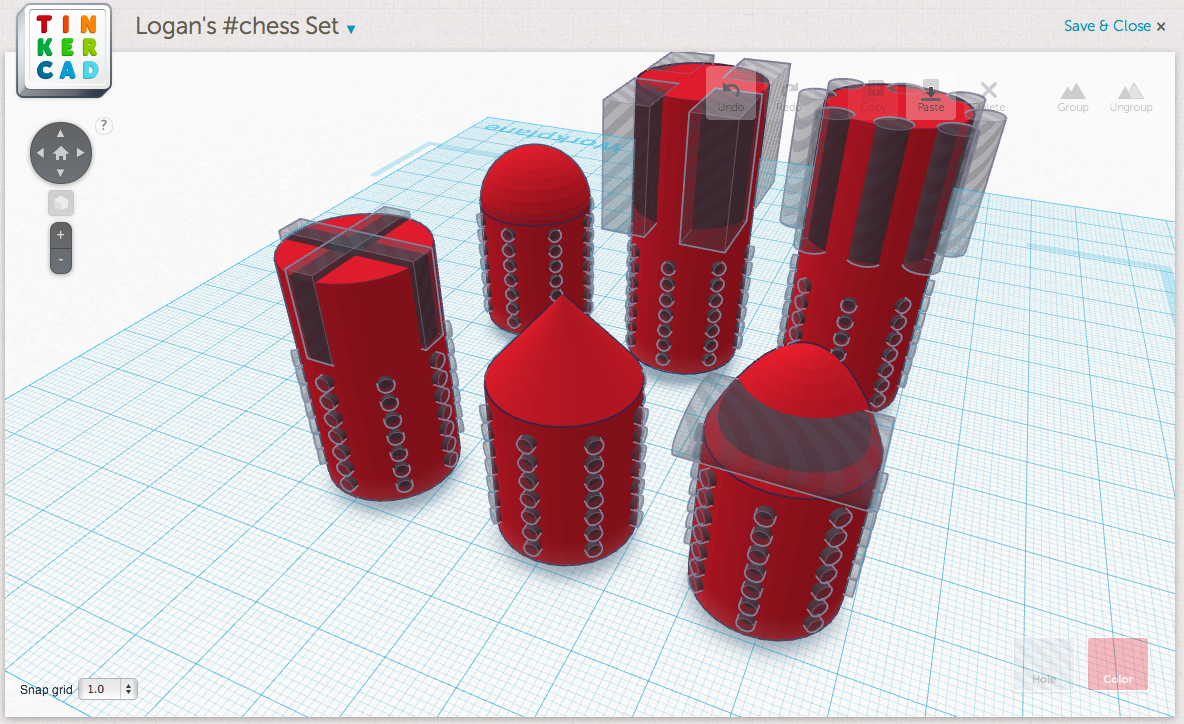 TIN
KER
CAD
Logan's #chess Set
Save & Close ×
?
Workplane
Undo
Redo
Copy
Paste
Delete
Group
Ungroup
+
-
Snap grid 1.0
Hole
Color